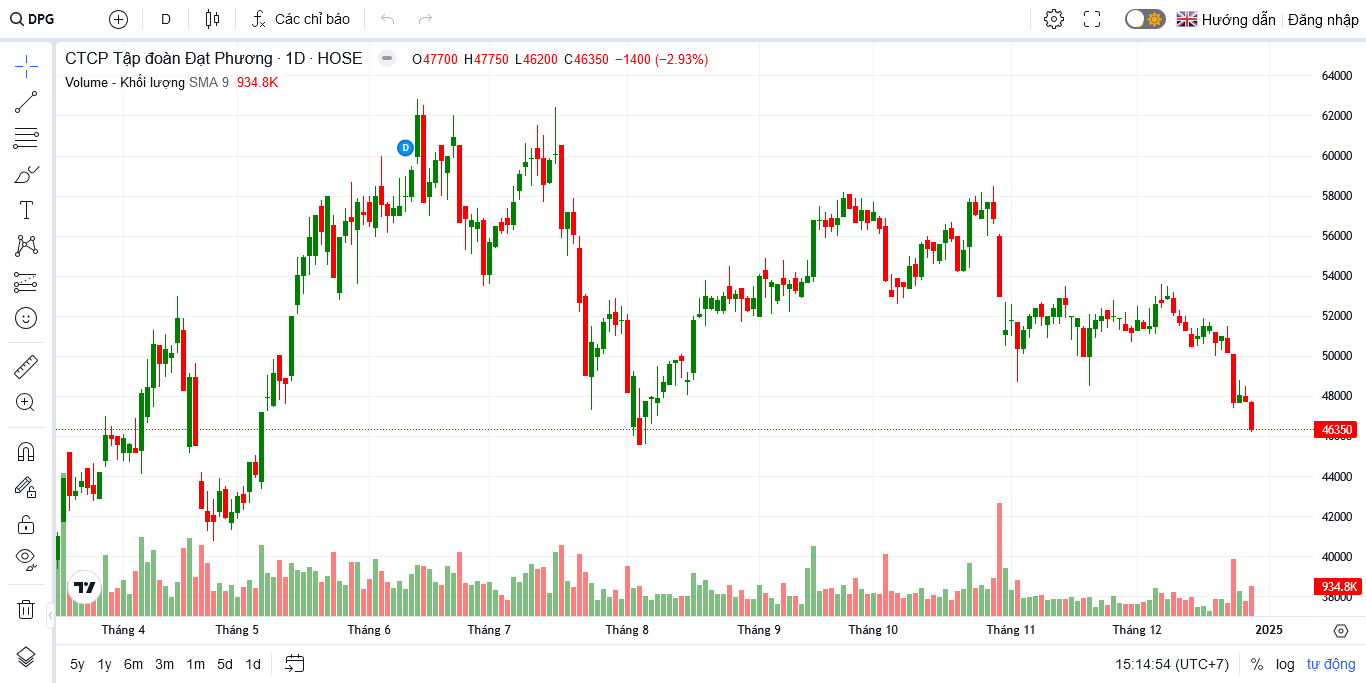 DPG D Các chỉ báo Hướng dẫn Đăng nhập
CTCP Tập đoàn Đạt Phương · 1D · HOSE O47700 H47750 L46200 C46350 −1400 (−2.93%)
Volume - Khối lượng SMA 9 934.8K
64000
62000
D
60000
58000
56000
54000
52000
50000
48000
46350
44000
42000
40000
934.8K
38000
Tháng 4 Tháng 5 Tháng 6 Tháng 7 Tháng 8 Tháng 9 Tháng 10 Tháng 11 Tháng 12 2025
5y 1y 6m 3m 1m 5d 1d 15:14:54 (UTC+7) % log tự động